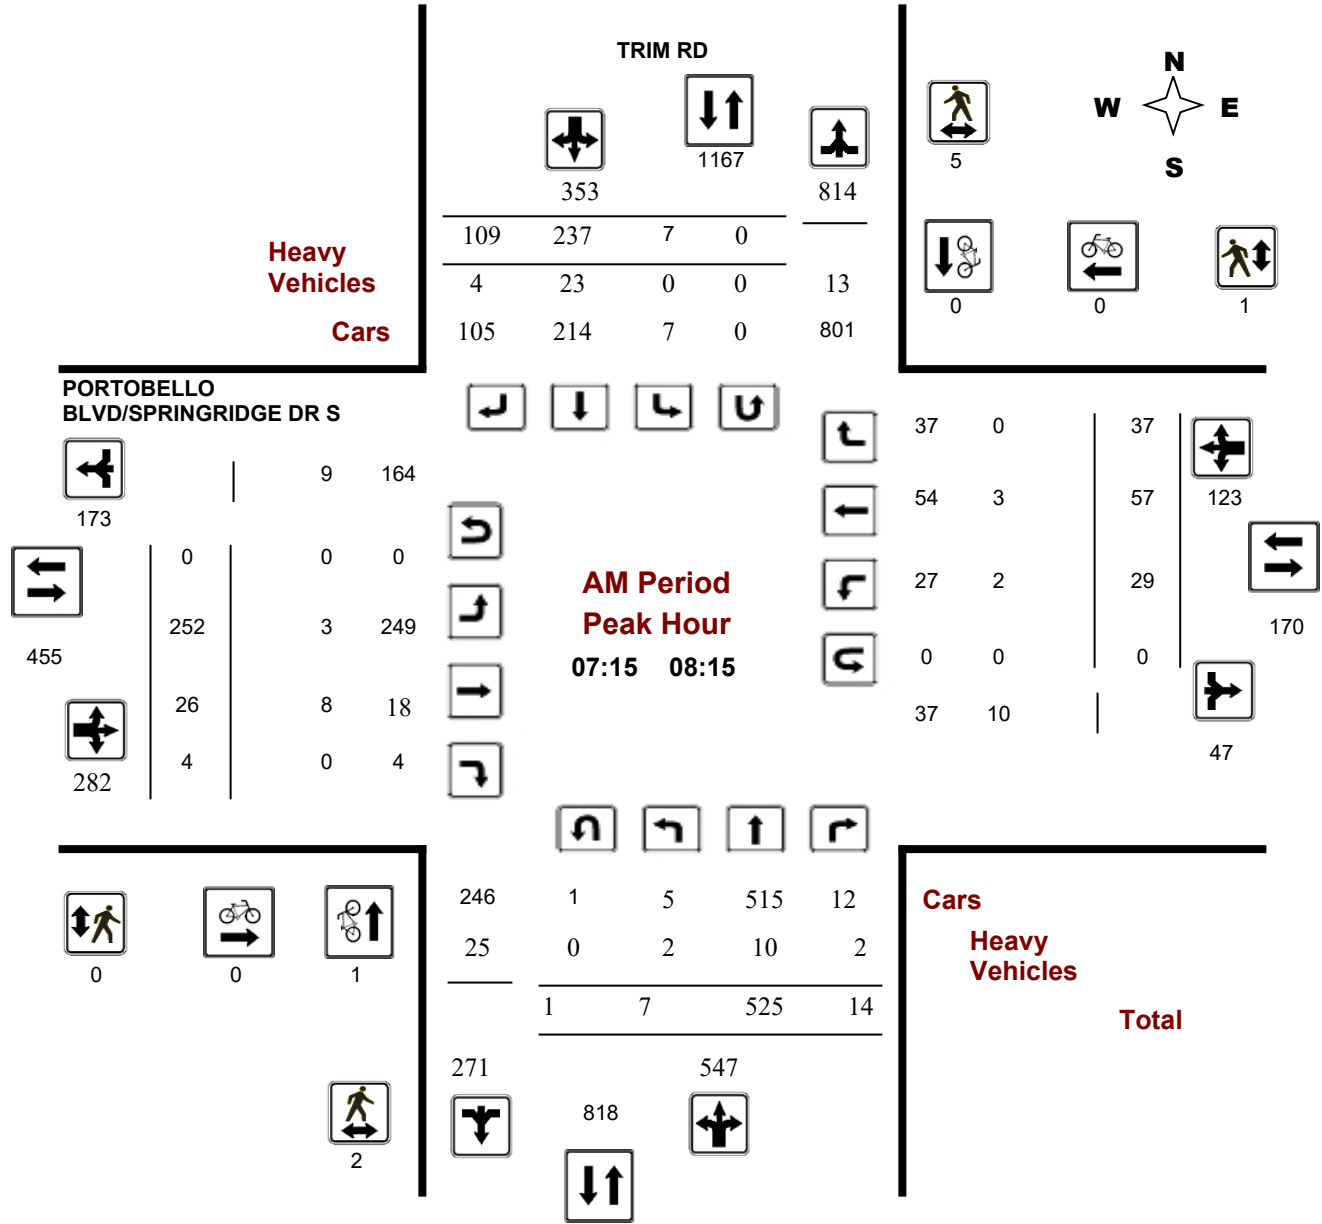 TRIM RD
N
W E
S
1167
5
353 814
109 237 7 0
Heavy
Vehicles
4 23 0 0 13
0 0 1
Cars
105 214 7 0 801
PORTOBELLO
BLVD/SPRINGRIDGE DR S
37 0 37
9 164
54 3 57 123
173
0 0 0
AM Period
27 2 29
252 3 249
Peak Hour
170
455
07:15 08:15
0 0 0
26 8 18
37 10
47
4 0 4
282
246 1 5 515 12
Cars
25 0 2 10 2
Heavy
Vehicles
0 0 1
1 7 525 14
Total
271 547
818
2